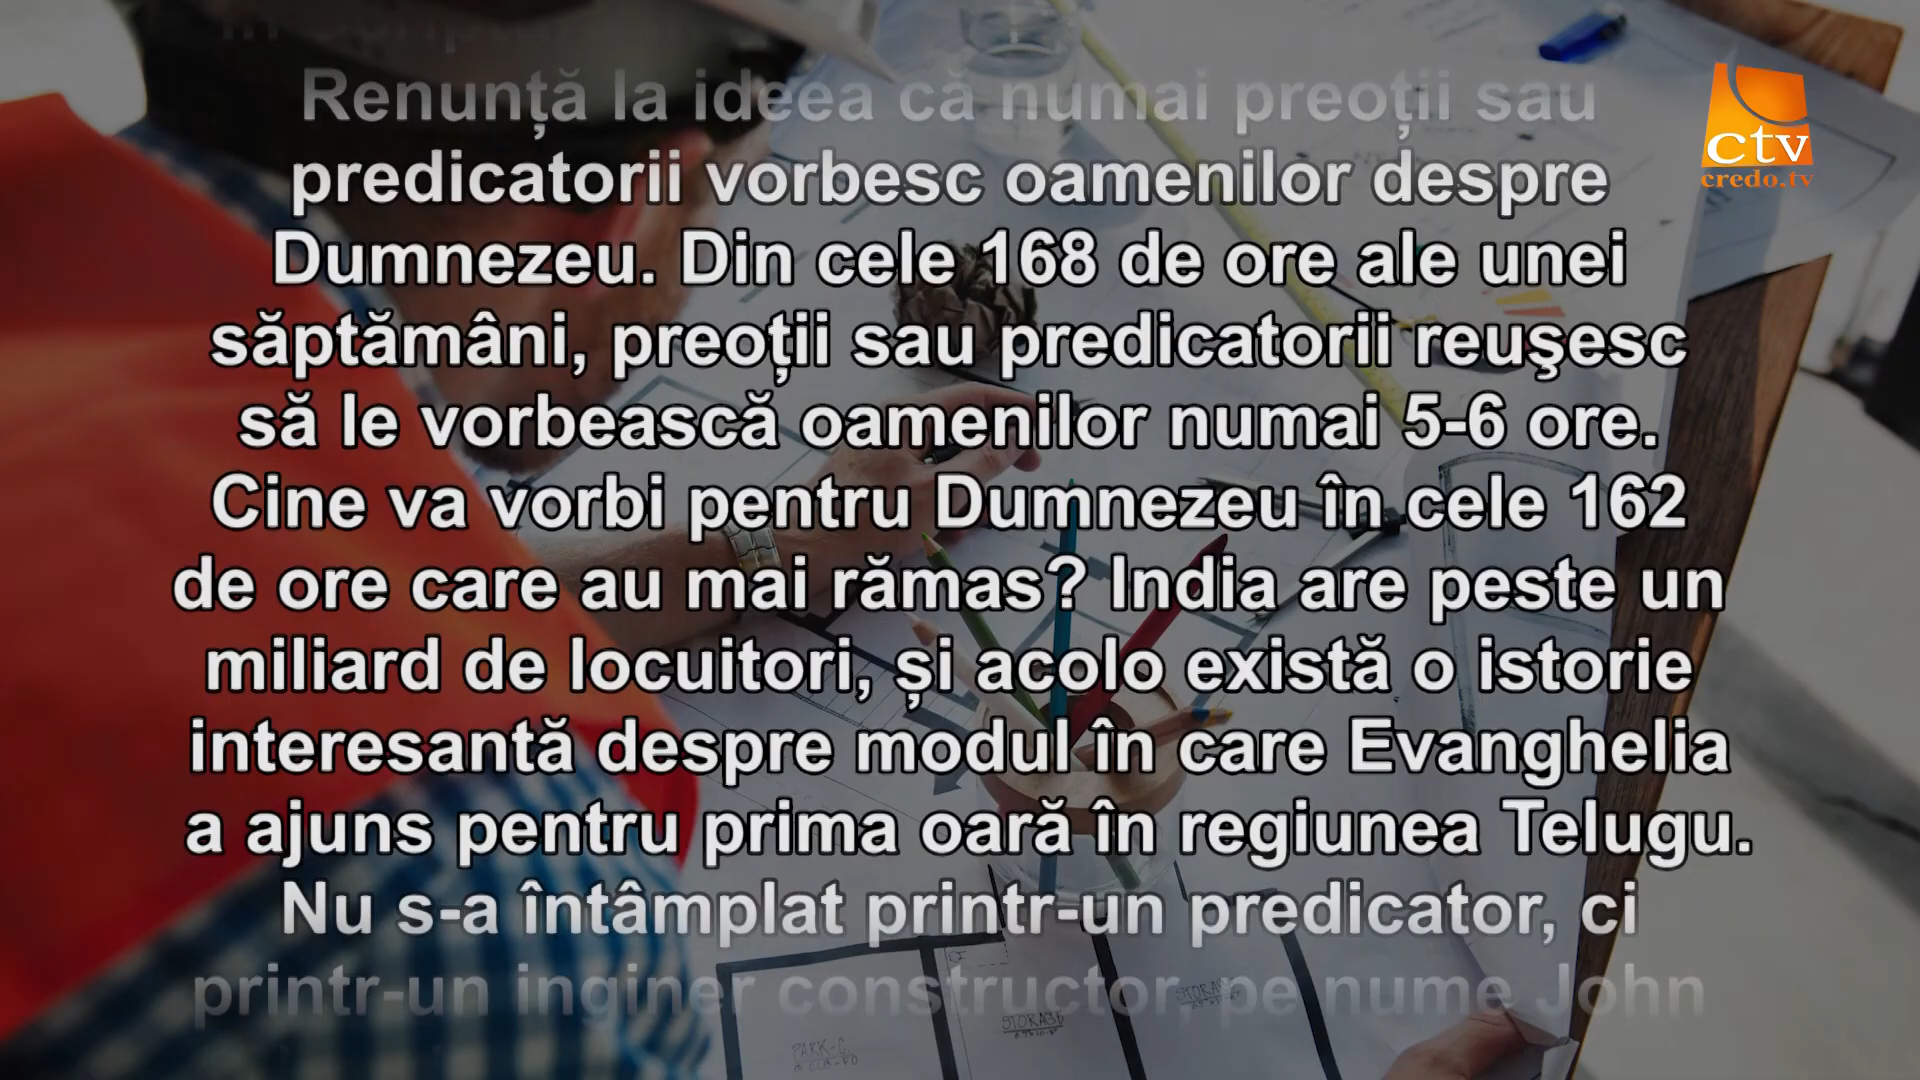 Renunță la ideea că numai preoții sau
predicatorii vorbesc oamenilor despre
Dumnezeu. Din cele 168 de ore ale unei
săptămâni, preoții sau predicatorii reuşesc
să le vorbească oamenilor numai 5-6 ore.
Cine va vorbi pentru Dumnezeu în cele 162
de ore care au mai rămas? India are peste un
miliard de locuitori, și acolo există o istorie
interesantă despre modul în care Evanghelia
a ajuns pentru prima oară în regiunea Telugu.
Nu s-a întâmplat printr-un predicator, ci
printr-un inginer constructor, pe nume John
ctv
credo.tv
STORAGE
STORAGE
PARK-C.